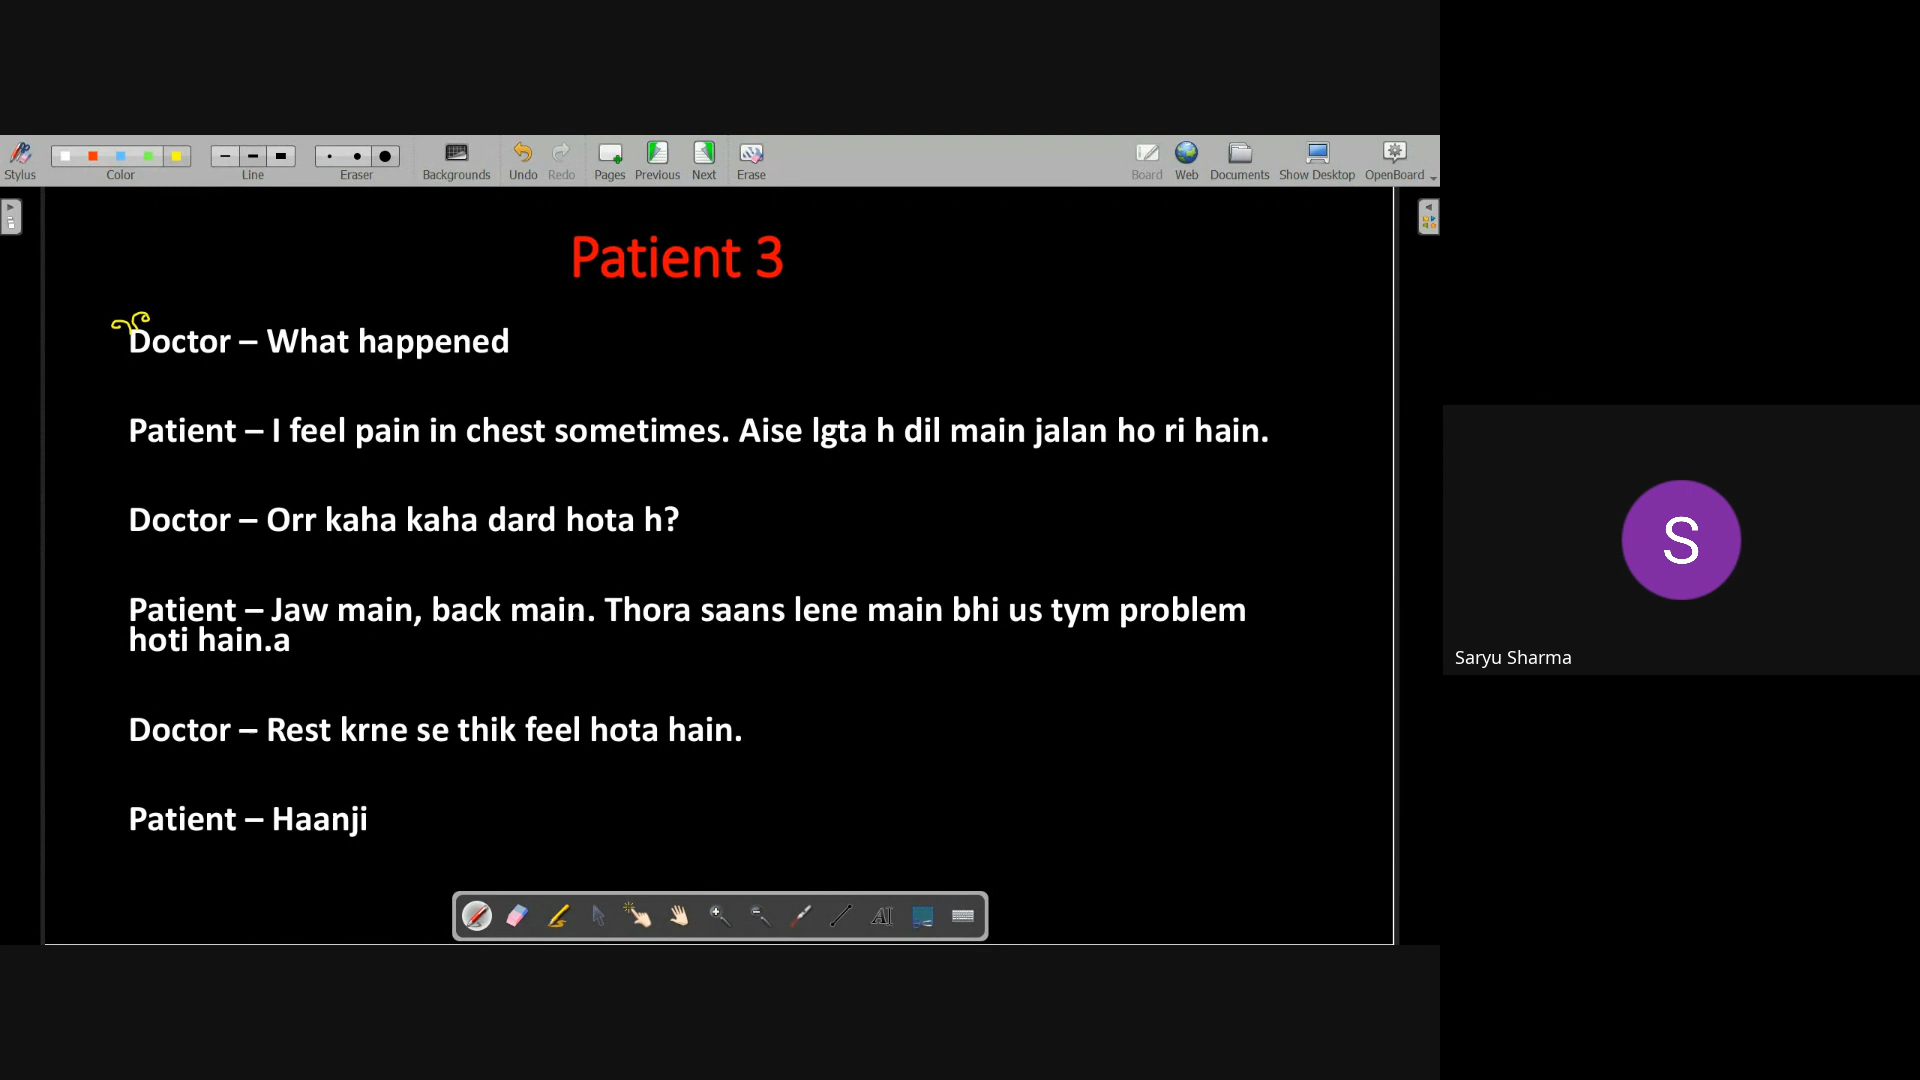 Stylus
Color
Line
Eraser
Backgrounds
Undo
Redo
Pages
Previous
Next
Erase
Board
Web
Documents
Show Desktop
OpenBoard
Patient 3
Doctor – What happened
Patient – I feel pain in chest sometimes. Aise lgta h dil main jalan ho ri hain.
Doctor – Orr kaha kaha dard hota h?
Patient – Jaw main, back main. Thora saans lene main bhi us tym problem
hoti hain.a
Doctor – Rest krne se thik feel hota hain.
Patient – Haanji
AI
S
Saryu Sharma